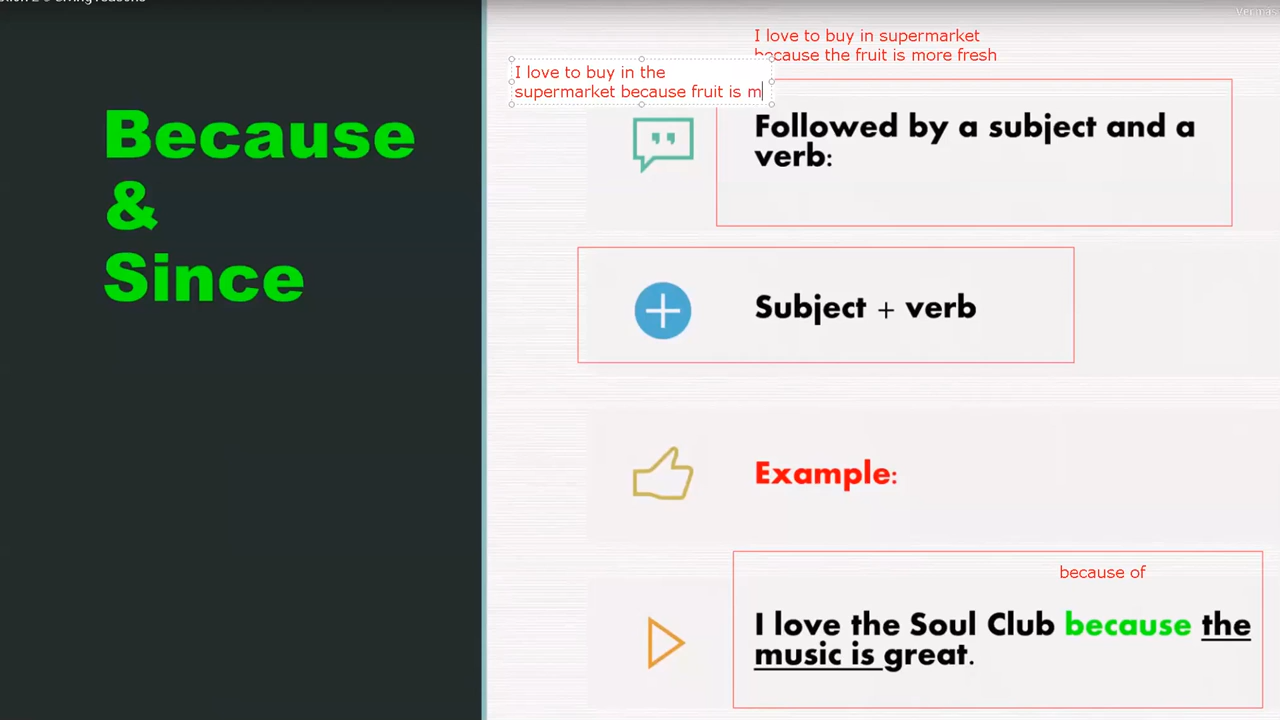 I love to buy in supermarket
because the fruit is more fresh
I love to buy in the
supermarket because fruit is m
Because
&
Since
Followed by a subject and a
verb:
Subject + verb
Example:
because of
I love the Soul Club because the
music is great.